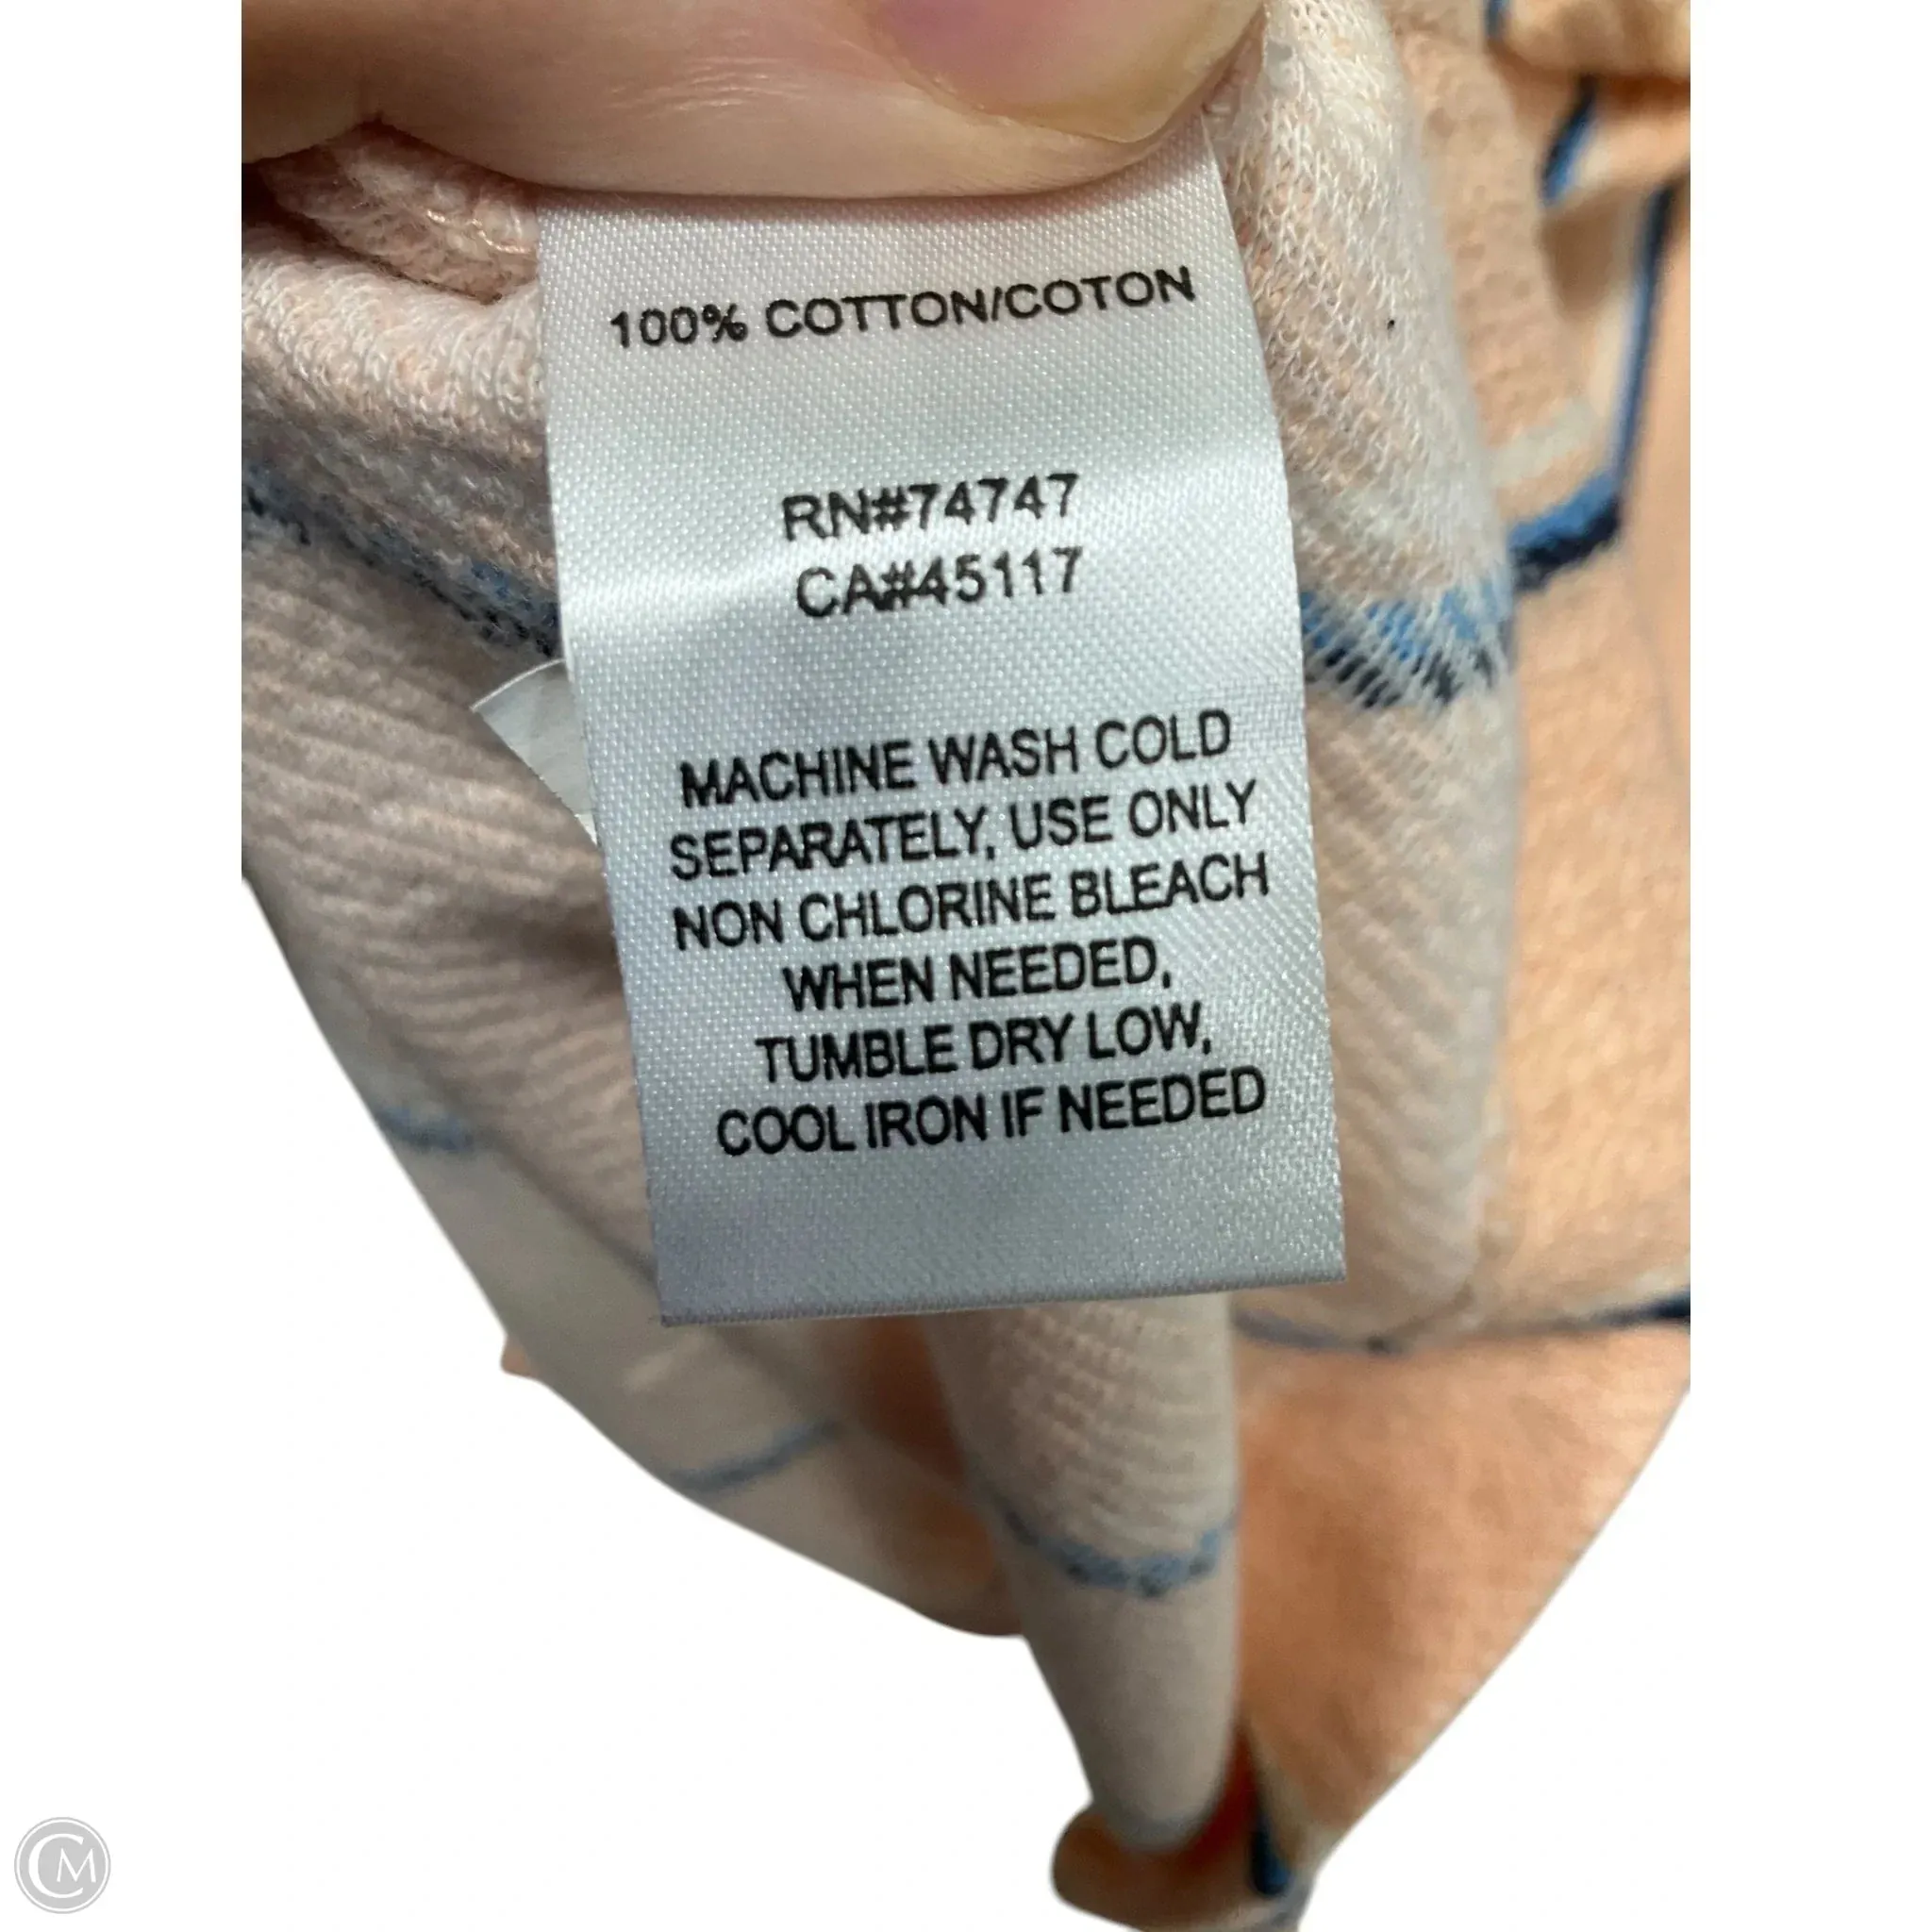 100% COTTON/COTON
RN#74747
CA#45117
MACHINE WASH COLD
SEPARATELY, USE ONLY
NON CHLORINE BLEACH
WHEN NEEDED,
TUMBLE DRY LOW,
COOL IRON IF NEEDED
CM